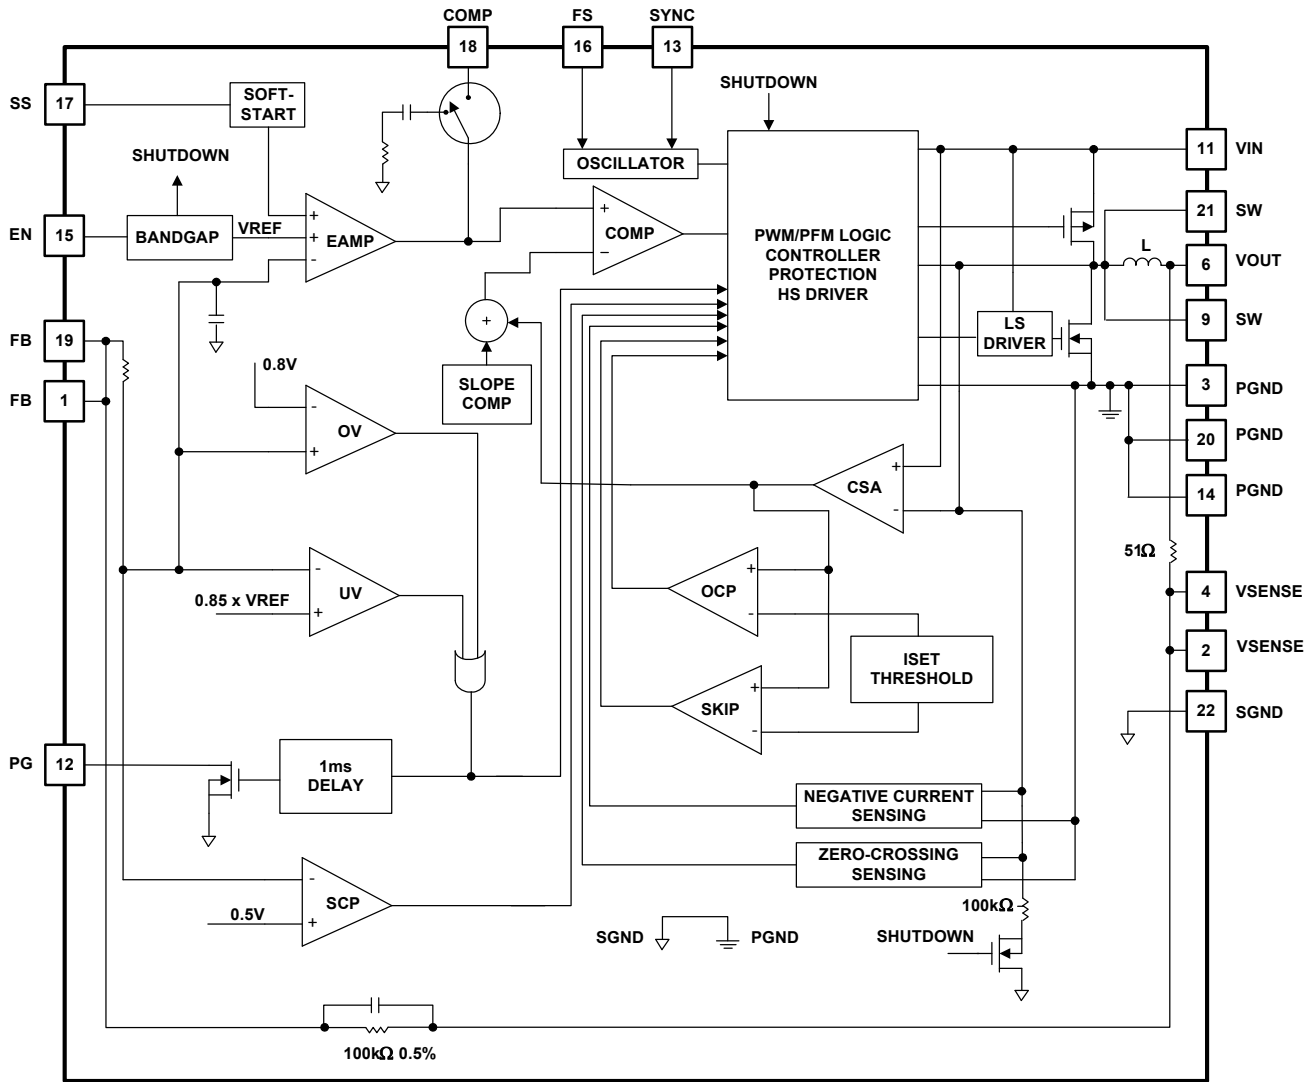 COMP
FS
SYNC
18
16
13
SS
17
SOFT-
START
SHUTDOWN
SHUTDOWN
OSCILLATOR
11
VIN
EN
15
BANDGAP
VREF
+
+
-
EAMP
+
-
COMP
PWM/PFM LOGIC
CONTROLLER
PROTECTION
HS DRIVER
21
SW
L
6
VOUT
FB
19
+
LS
DRIVER
9
SW
FB
1
0.8V
SLOPE
COMP
3
PGND
-
+
OV
20
PGND
+
-
CSA
14
PGND
51Ω
-
+
UV
0.85 x VREF
+
-
OCP
4
VSENSE
2
VSENSE
ISET
THRESHOLD
+
-
SKIP
22
SGND
PG
12
1ms
DELAY
NEGATIVE CURRENT
SENSING
ZERO-CROSSING
SENSING
-
+
SCP
0.5V
100kΩ
SGND
PGND
SHUTDOWN
100kΩ 0.5%